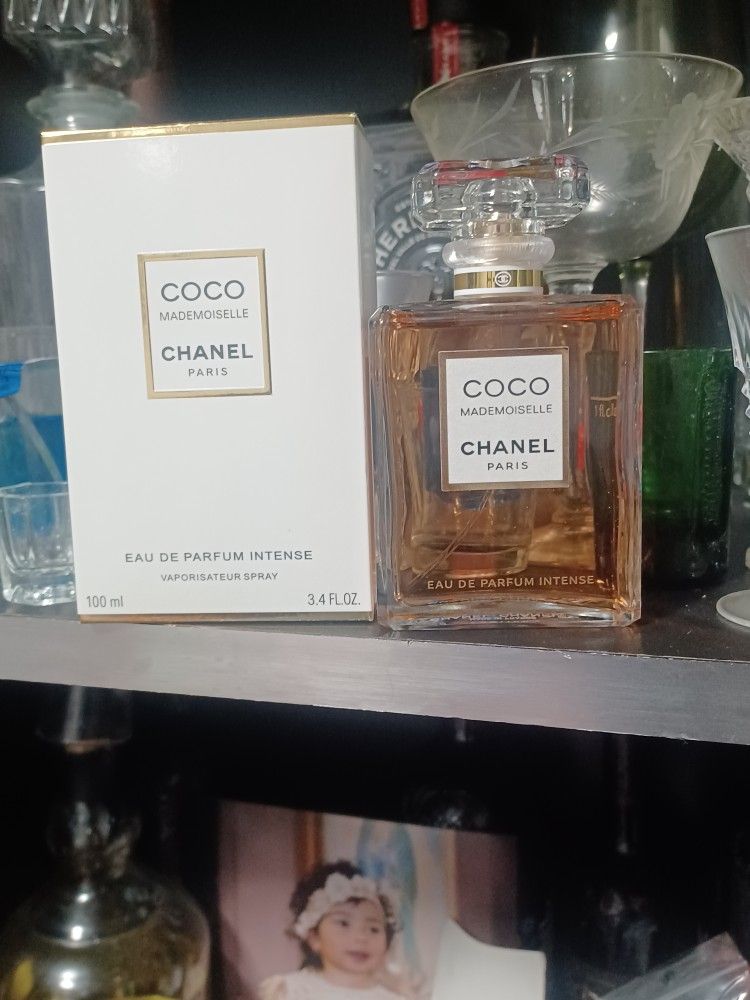 COCO
MADEMOISELLE
CHANEL
PARIS
EAU DE PARFUM INTENSE
VAPORISATEUR SPRAY
100 ml
3.4 FL.OZ.
COCO
MADEMOISELLE
CHANEL
PARIS
EAU DE PARFUM INTENSE